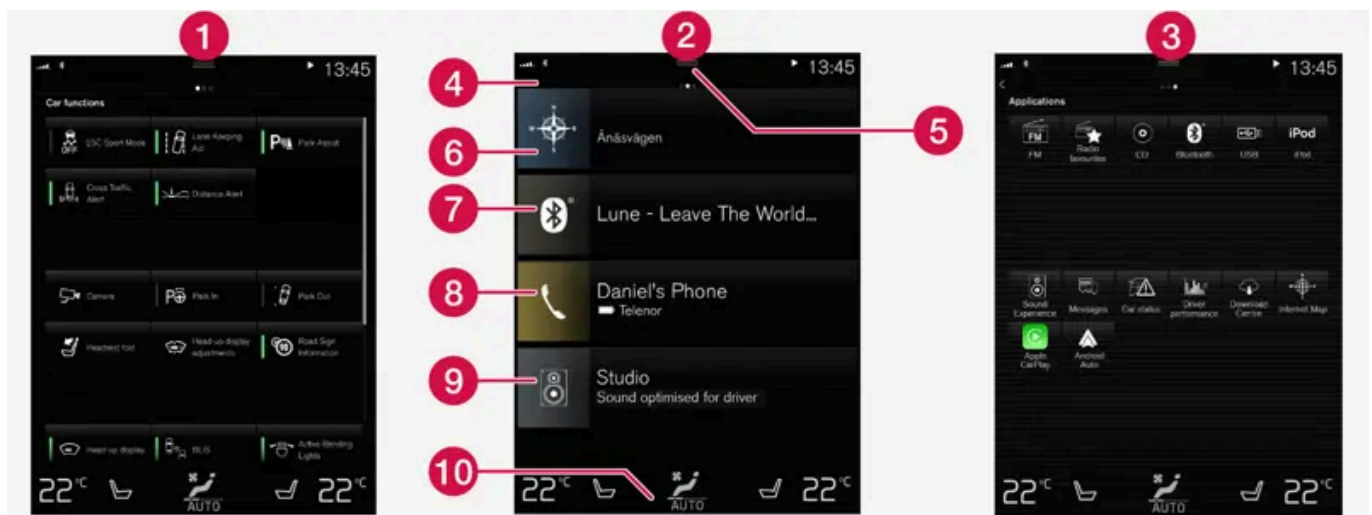 1
13:45
Car functions
OFF
ESC Sport Mode
Lane Keeping
Aid
Park Assist
Cross Traffic
Alert
Distance Alert
Camera
Park In
Park Out
Headrest fold
Head-up-display
adjustments
Road Sign
Information
Head-up display
BLIS
Active Bending
Lights
22°C
AUTO
22°C
2
13:45
4
5
6
Änäsvägen
7
Lune - Leave The World...
8
Daniel's Phone
Telenor
9
Studio
Sound optimised for driver
10
22°C
AUTO
22°C
3
13:45
Applications
FM
iPod
FM
Radio
favourites
CD
Bluetooth
USB
iPod
Sound
Experience
Messages
Car status
Driver
performance
Download
Centre
Internet Map
Apple
CarPlay
Android
Auto
22°C
AUTO
22°C